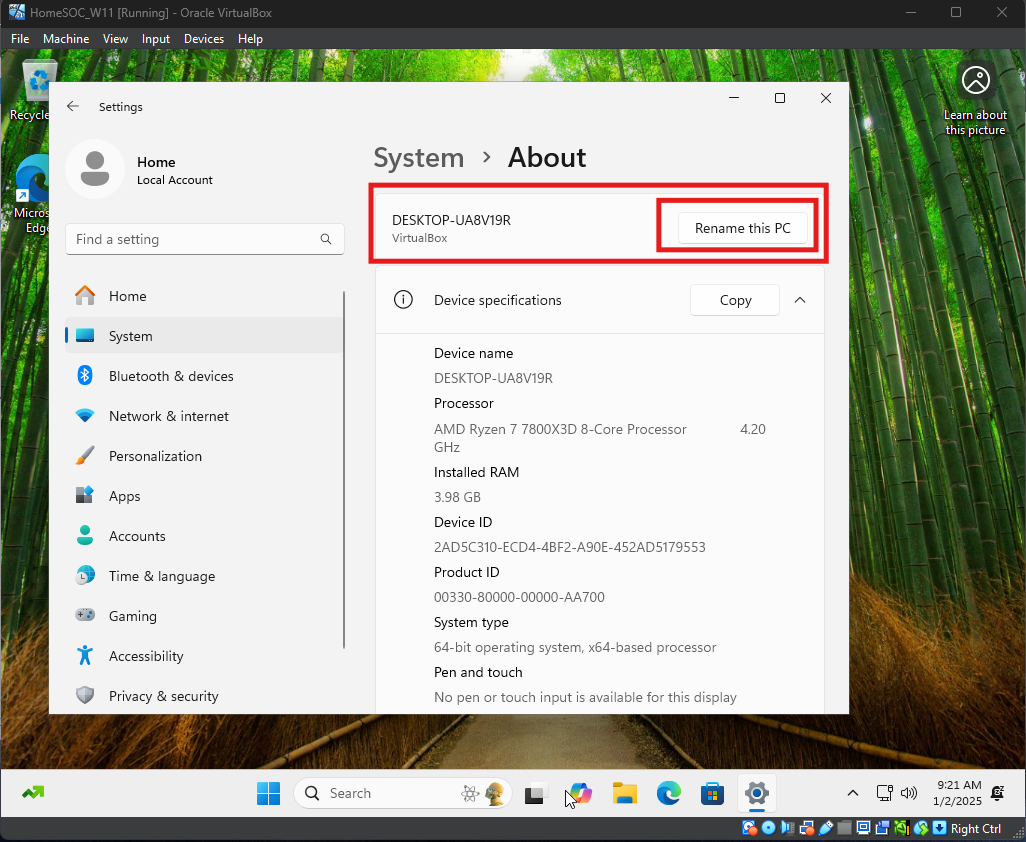 HomeSOC_W11 [Running] - Oracle VirtualBox
File Machine View Input Devices Help
Recycle
Learn about
this picture
Micros
Edge
Settings
Home
Local Account
Find a setting
Home
System
Bluetooth & devices
Network & internet
Personalization
Apps
Accounts
Time & language
Gaming
Accessibility
Privacy & security
System > About
DESKTOP-UA8V19R
VirtualBox
Rename this PC
Device specifications
Copy
Device name
DESKTOP-UA8V19R
Processor
AMD Ryzen 7 7800X3D 8-Core Processor 4.20
GHz
Installed RAM
3.98 GB
Device ID
2AD5C310-ECD4-4BF2-A90E-452AD5179553
Product ID
00330-80000-00000-AA700
System type
64-bit operating system, x64-based processor
Pen and touch
No pen or touch input is available for this display
Search
9:21 AM
1/2/2025
Right Ctrl